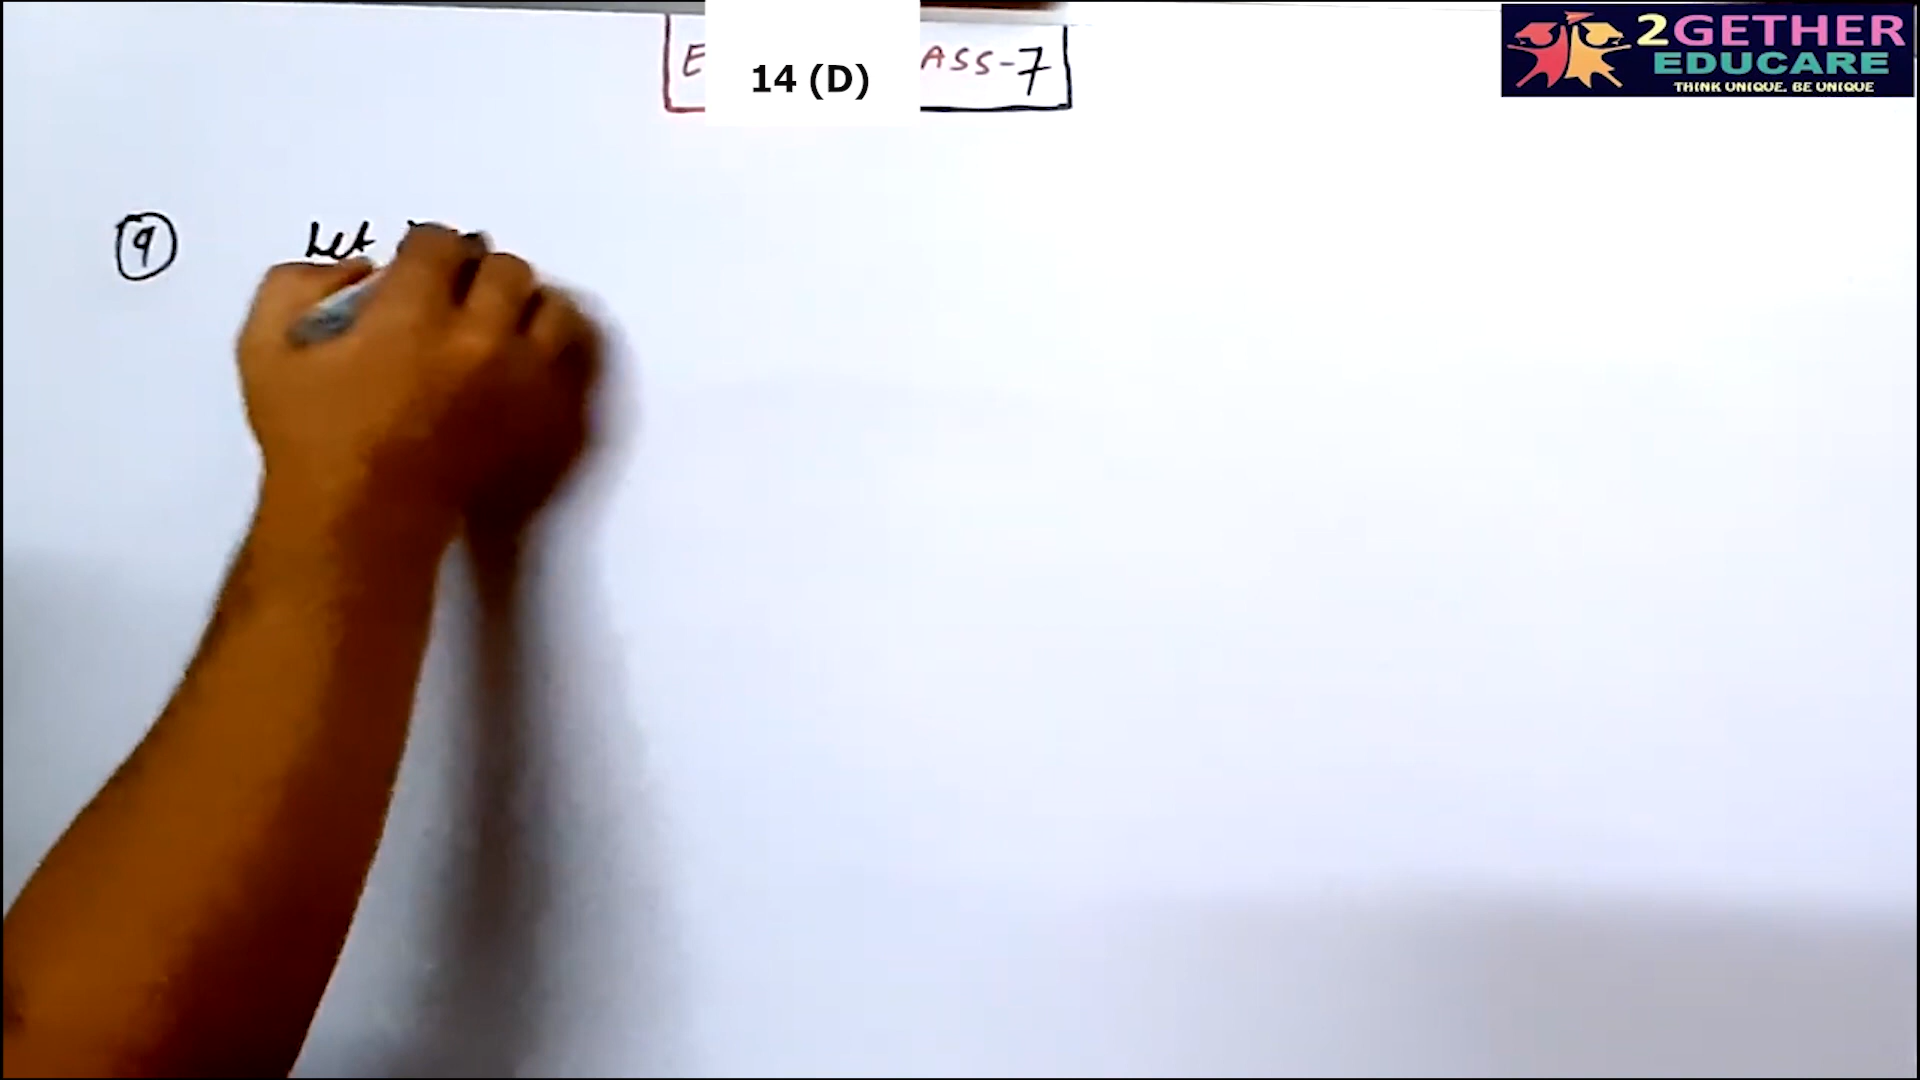 14 (D)
ASS-7
2GETHER
EDUCARE
THINK UNIQUE. BE UNIQUE
9 Let